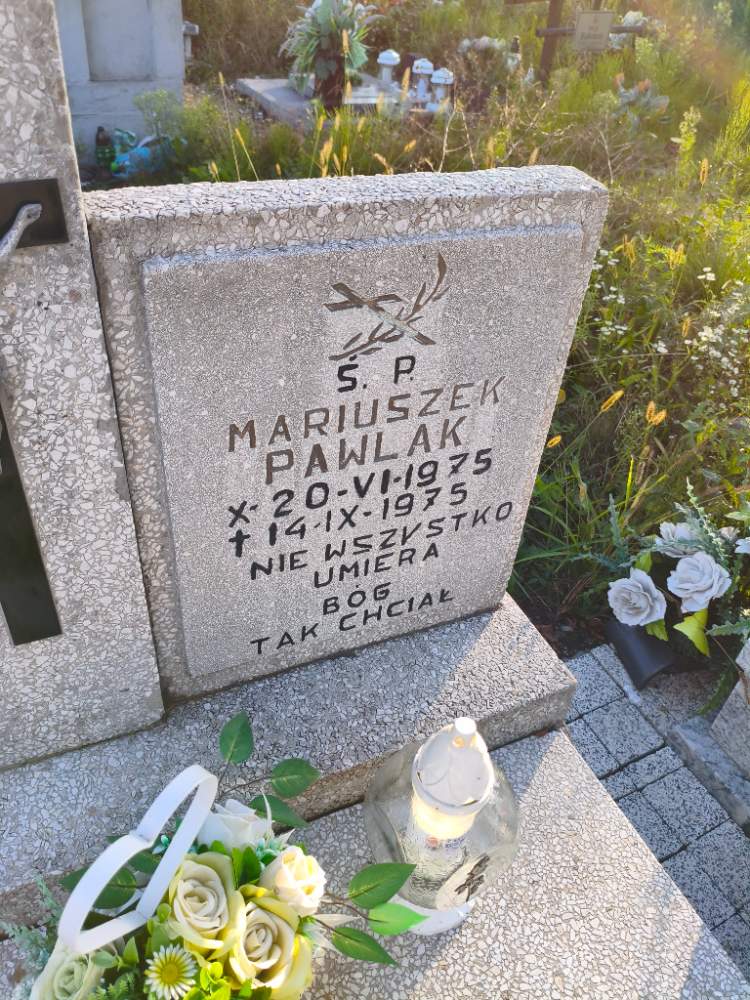 Ś. P.
MARIUSZEK
PAWLAK
X-20-VI-1975
†14-IX-1975
NIE WSZYSTKO
UMIERA
BÓG
TAK CHCIAŁ